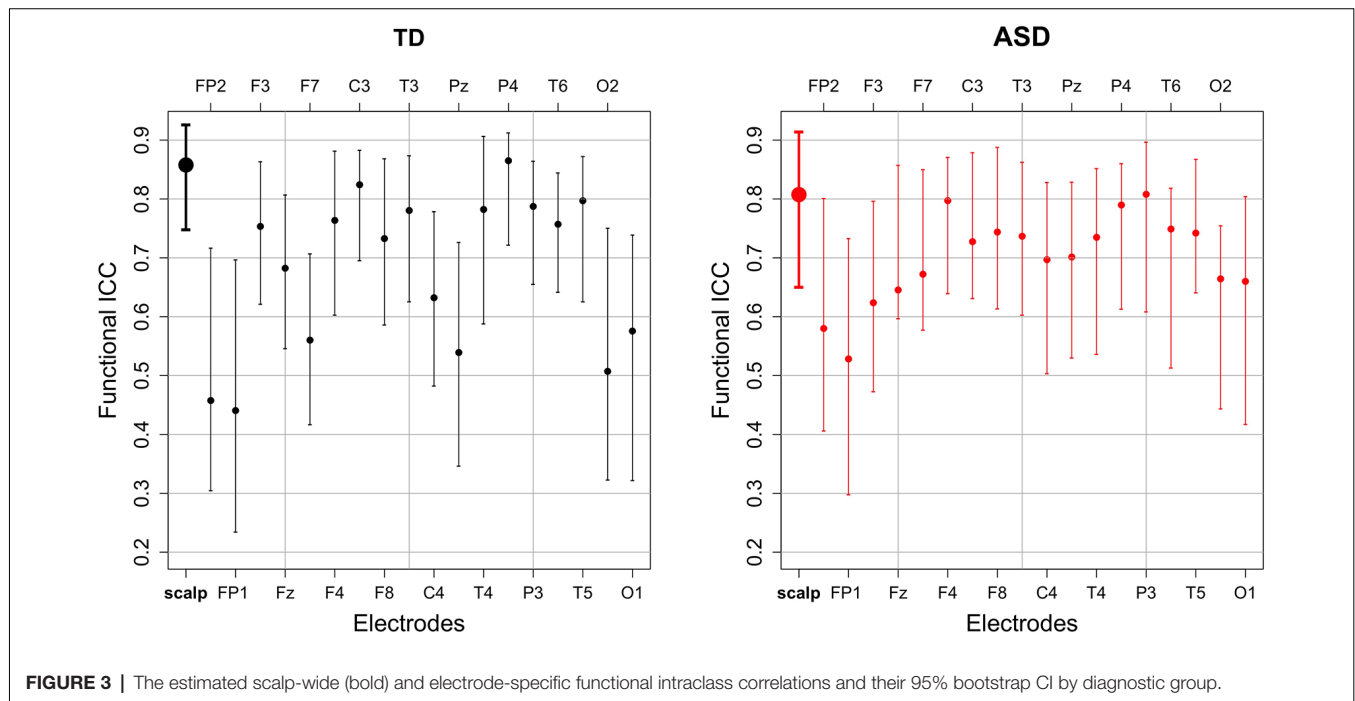 TD
FP2 F3 F7 C3 T3 Pz P4 T6 O2
Functional ICC
0.9
0.8
0.7
0.6
0.5
0.4
0.3
0.2
scalp FP1 Fz F4 F8 C4 T4 P3 T5 O1
Electrodes
ASD
FP2 F3 F7 C3 T3 Pz P4 T6 O2
Functional ICC
0.9
0.8
0.7
0.6
0.5
0.4
0.3
0.2
scalp FP1 Fz F4 F8 C4 T4 P3 T5 O1
Electrodes
FIGURE 3 | The estimated scalp-wide (bold) and electrode-specific functional intraclass correlations and their 95% bootstrap CI by diagnostic group.